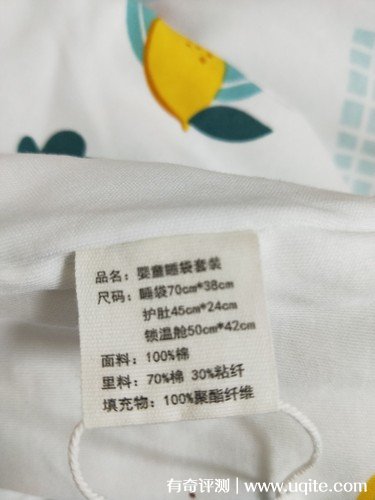 品名：婴童睡袋套装
尺码：睡袋70cm*38cm
护肚45cm*24cm
锁温舱50cm*42cm
面料：100%棉
里料：70%棉 30%粘纤
填充物：100%聚酯纤维
有奇评测 | www.uqite.com